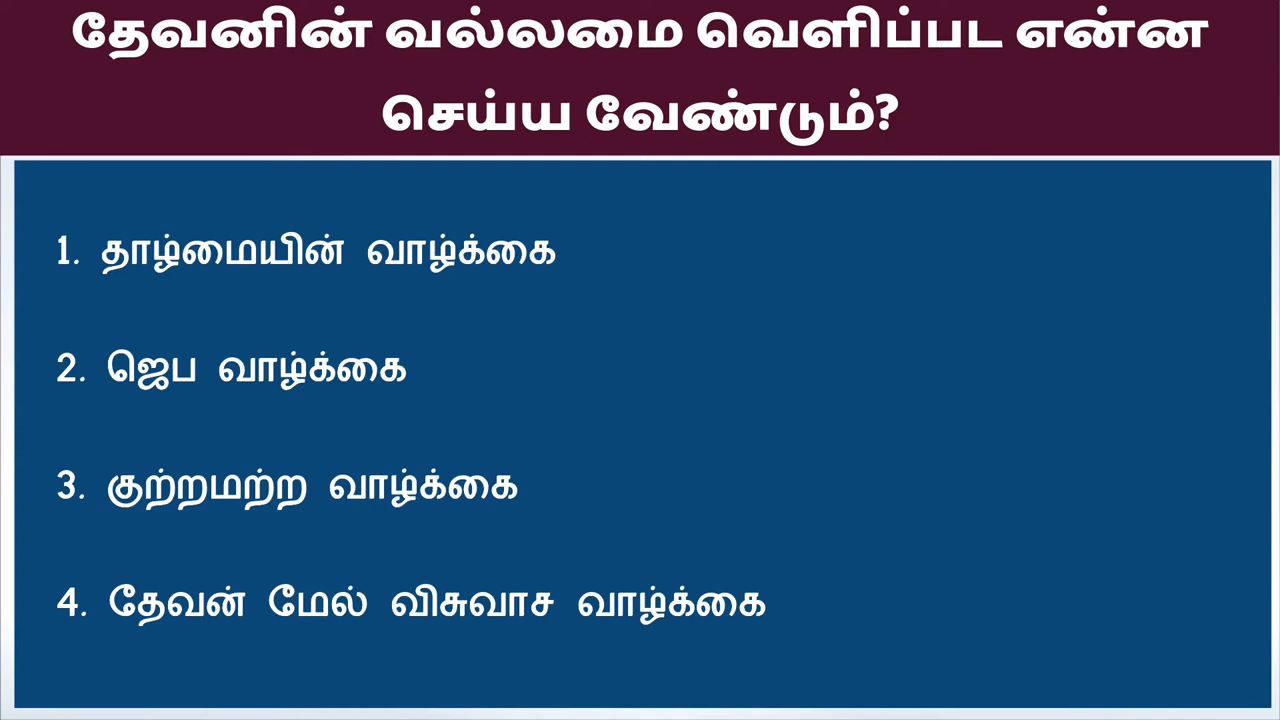 தேவனின் வல்லமை வெளிப்பட என்ன
செய்ய வேண்டும்?
1. தாழ்மையின் வாழ்க்கை
2. ஜெப வாழ்க்கை
3. குற்றமற்ற வாழ்க்கை
4. தேவன் மேல் விசுவாச வாழ்க்கை